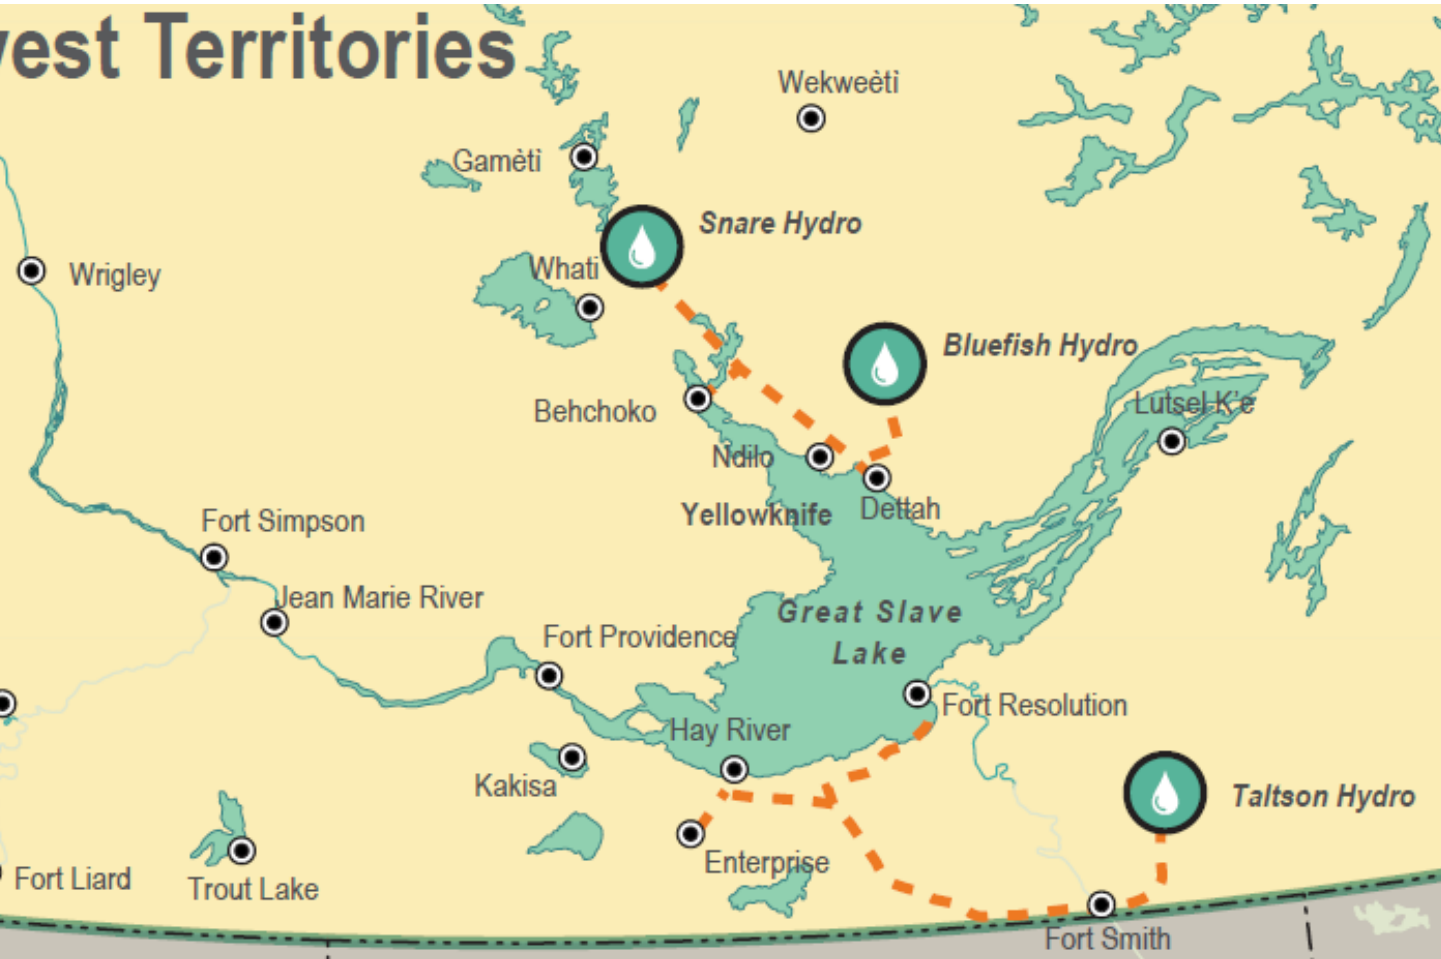 vest Territories
Wekweètì
Gamètì
Snare Hydro
Whati
Wrigley
Bluefish Hydro
Lutsel K'e
Behchoko
Ndilo
Yellowknife
Dettah
Fort Simpson
Jean Marie River
Great Slave
Lake
Fort Providence
Fort Resolution
Hay River
Kakisa
Taltson Hydro
Enterprise
Fort Liard
Trout Lake
Fort Smith